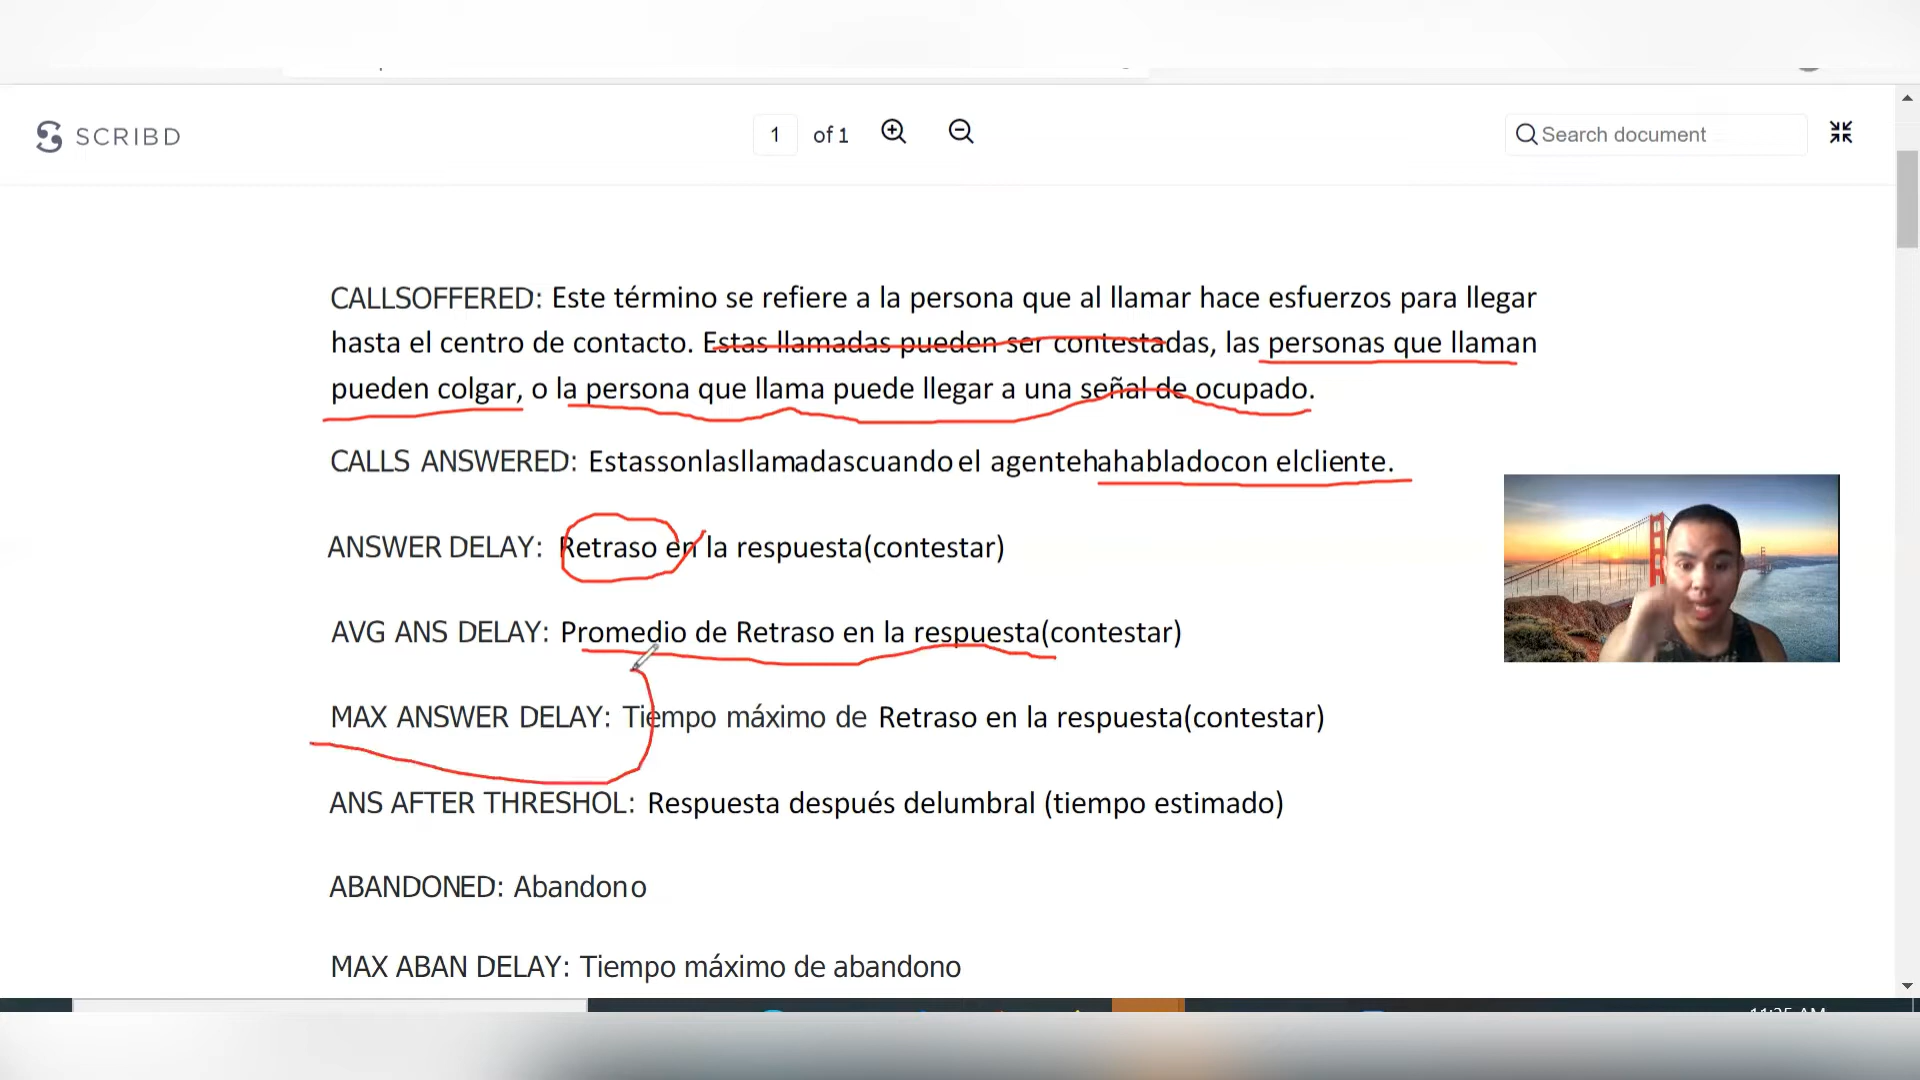 SCRIBD
1 of 1
Search document
CALLSOFFERED: Este término se refiere a la persona que al llamar hace esfuerzos para llegar
hasta el centro de contacto. Estas llamadas pueden ser contestadas, las personas que llaman
pueden colgar, o la persona que llama puede llegar a una señal de ocupado.
CALLS ANSWERED: Estassonlasllamadascuando el agentehahabladocon elcliente.
ANSWER DELAY: Retraso en la respuesta(contestar)
AVG ANS DELAY: Promedio de Retraso en la respuesta(contestar)
MAX ANSWER DELAY: Tiempo máximo de Retraso en la respuesta(contestar)
ANS AFTER THRESHOL: Respuesta después delumbral (tiempo estimado)
ABANDONED: Abandono
MAX ABAN DELAY: Tiempo máximo de abandono